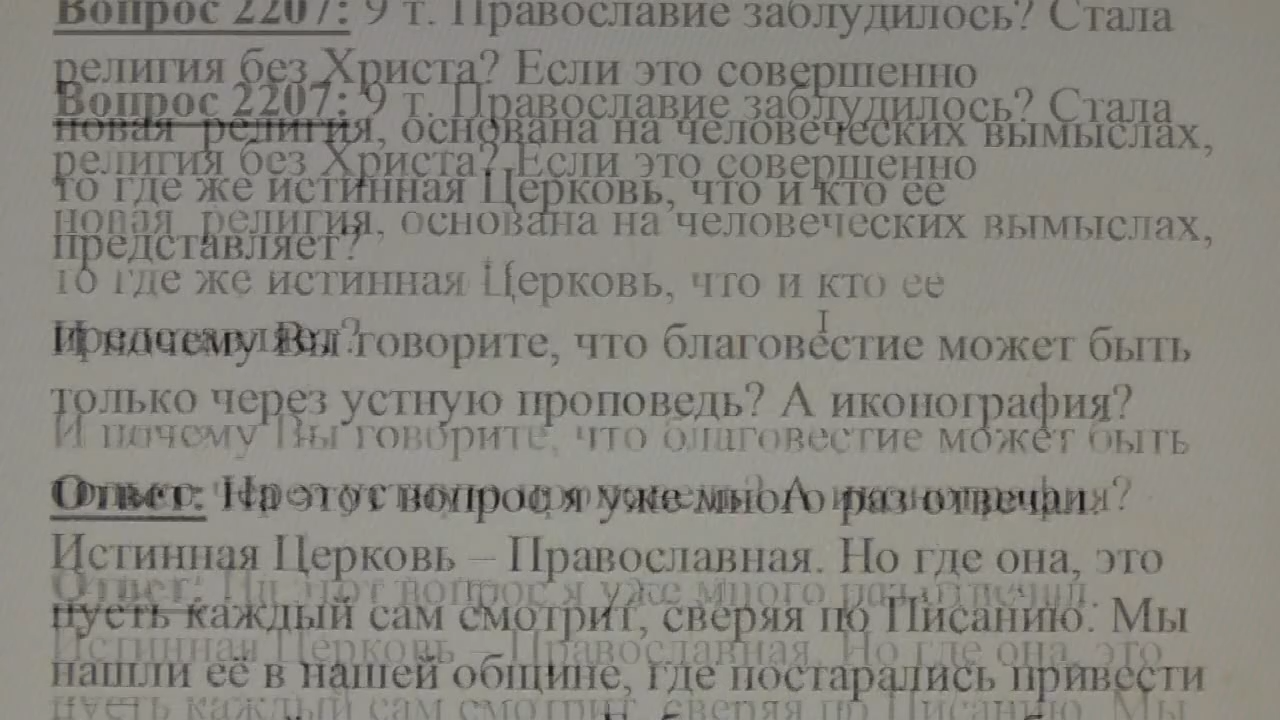 Вопрос 2207: 9 т. Православие заблудилось? Стала
религия без Христа? Если это совершенно
новая религия, основана на человеческих вымыслах,
то где же истинная Церковь, что и кто ее
представляет?
И почему Вы говорите, что благовестие может быть
только через устную проповедь? А иконография?
Ответ: На этот вопрос я уже много раз отвечал.
Истинная Церковь – Православная. Но где она, это
пусть каждый сам смотрит, сверяя по Писанию. Мы
нашли её в нашей общине, где постарались привести